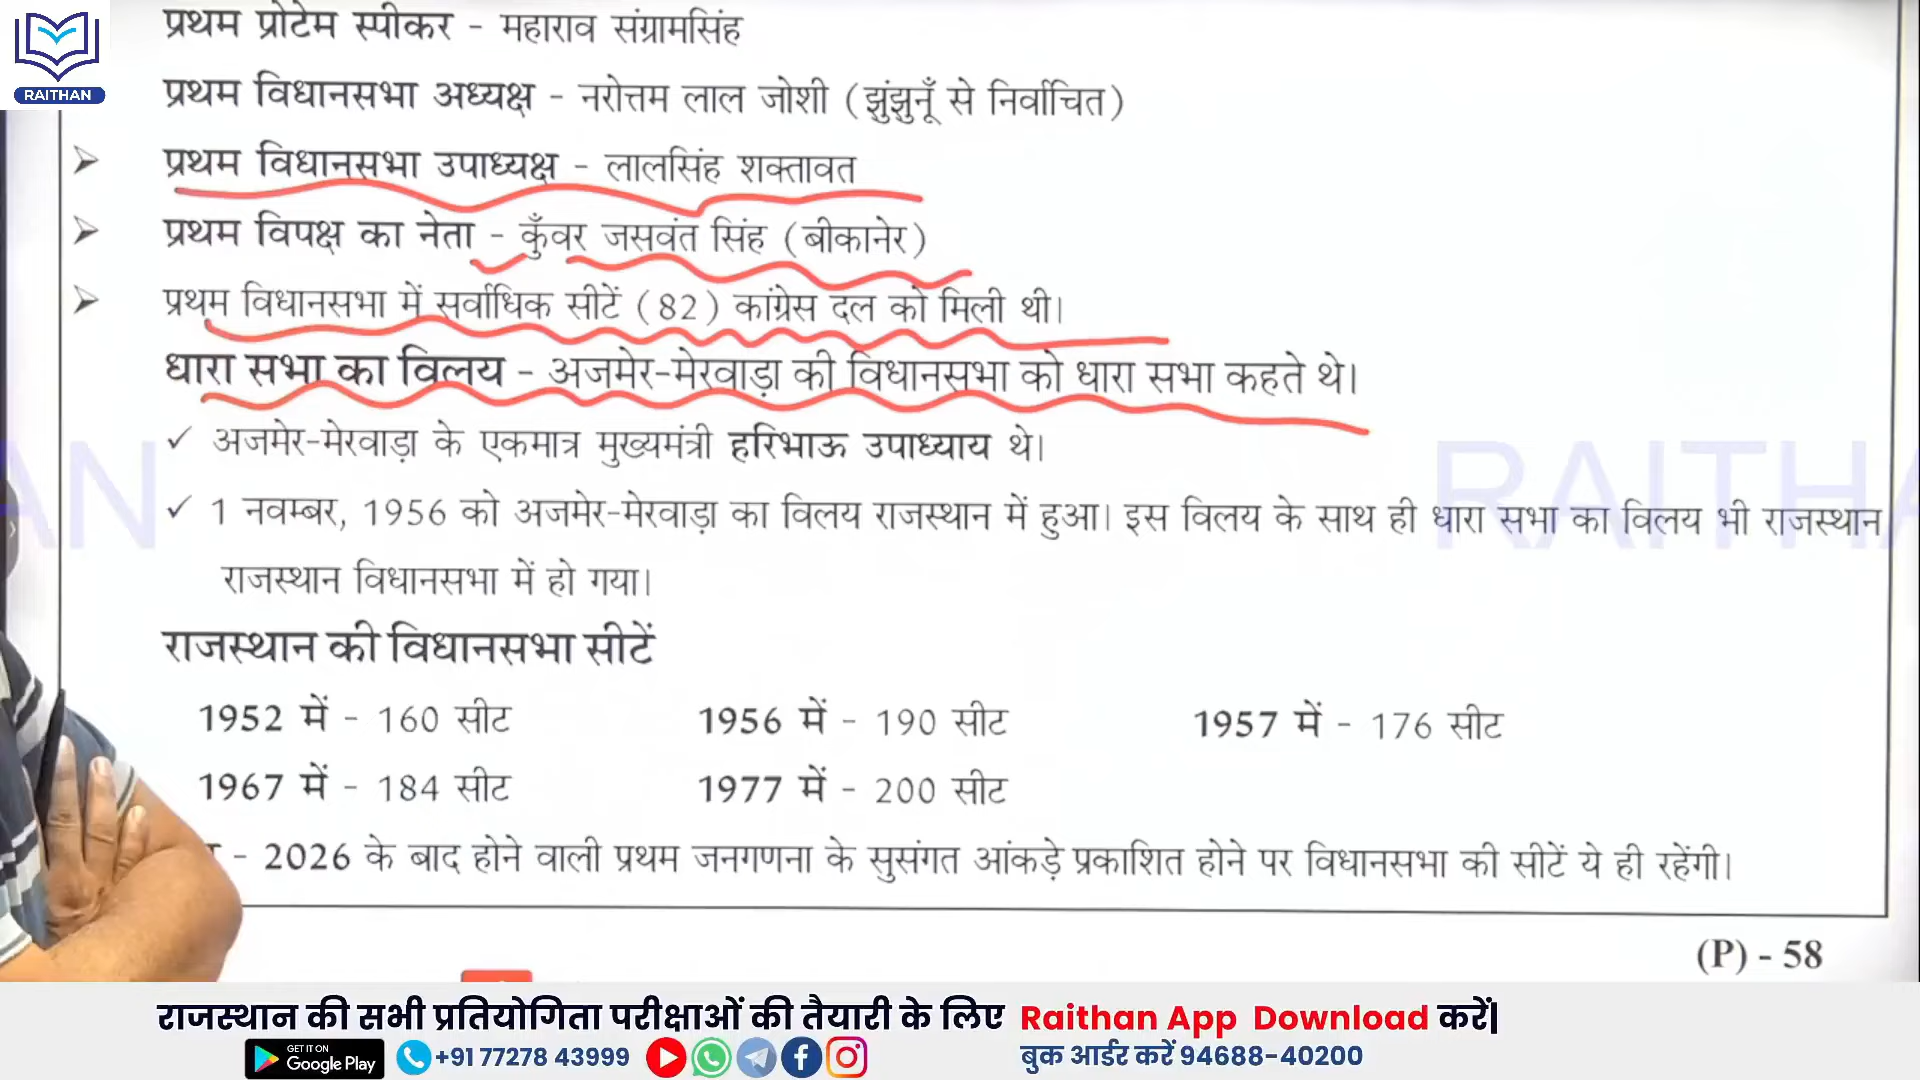 प्रथम प्रोटेम स्पीकर - महाराव संग्रामसिंह
RAITHAN
प्रथम विधानसभा अध्यक्ष - नरोत्तम लाल जोशी (झुंझुनूँ से निर्वाचित)
➢ प्रथम विधानसभा उपाध्यक्ष - लालसिंह शक्तावत
➢ प्रथम विपक्ष का नेता - कुँवर जसवंत सिंह (बीकानेर)
➢ प्रथम विधानसभा में सर्वाधिक सीटें (82) कांग्रेस दल को मिली थी।
धारा सभा का विलय - अजमेर-मेरवाड़ा की विधानसभा को धारा सभा कहते थे।
✓ अजमेर-मेरवाड़ा के एकमात्र मुख्यमंत्री हरिभाऊ उपाध्याय थे।
✓ 1 नवम्बर, 1956 को अजमेर-मेरवाड़ा का विलय राजस्थान में हुआ। इस विलय के साथ ही धारा सभा का विलय भी राजस्थान
राजस्थान विधानसभा में हो गया।
राजस्थान की विधानसभा सीटें
1952 में - 160 सीट 1956 में - 190 सीट 1957 में - 176 सीट
1967 में - 184 सीट 1977 में - 200 सीट
- 2026 के बाद होने वाली प्रथम जनगणना के सुसंगत आंकड़े प्रकाशित होने पर विधानसभा की सीटें ये ही रहेंगी।
(P) - 58
राजस्थान की सभी प्रतियोगिता परीक्षाओं की तैयारी के लिए Raithan App Download करें|
GET IT ON Google Play +91 77278 43999 बुक आर्डर करें 94688-40200